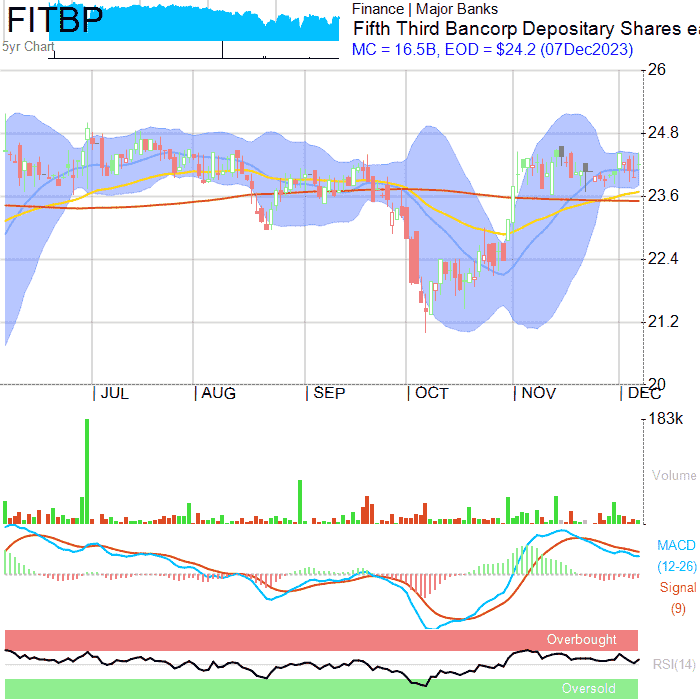 FITBP
5yr Chart
Finance | Major Banks
Fifth Third Bancorp Depositary Shares ea
MC = 16.5B, EOD = $24.2 (07Dec2023)
26
24.8
23.6
22.4
21.2
20
JUL AUG SEP OCT NOV DEC
183k
Volume
MACD
(12-26)
Signal
(9)
Overbought
RSI(14)
Oversold